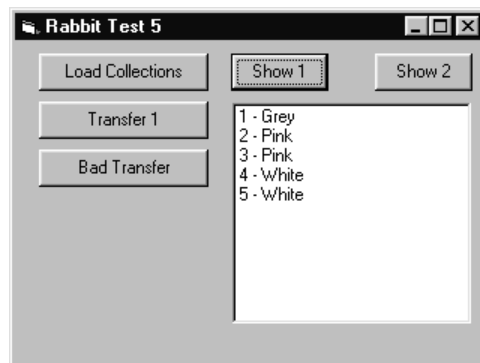 Rabbit Test 5
Load Collections
Show 1
Show 2
Transfer 1
Bad Transfer
1 - Grey
2 - Pink
3 - Pink
4 - White
5 - White